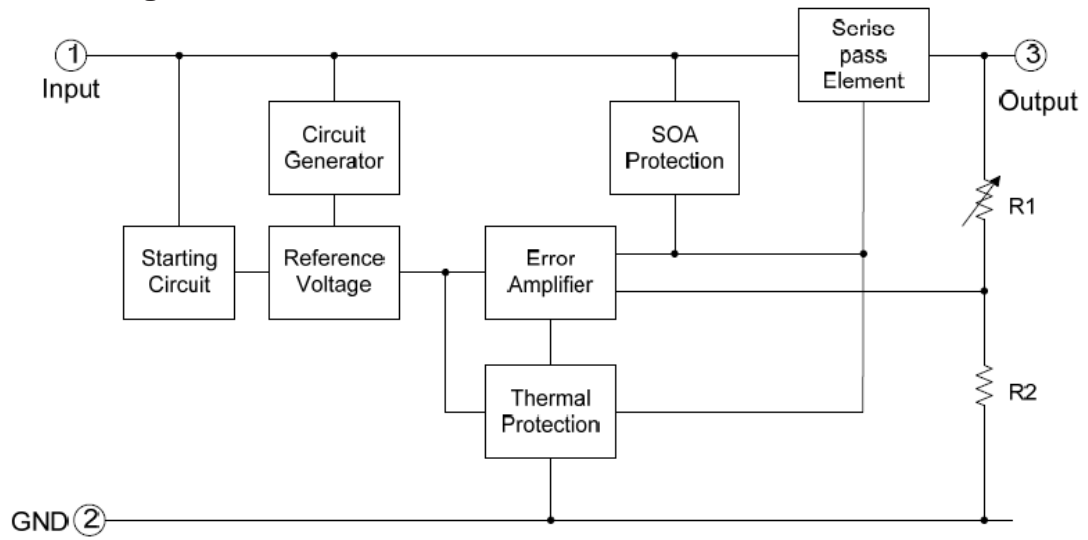 Serise
pass
Element
1
Input
3
Output
Circuit
Generator
SOA
Protection
R1
Starting
Circuit
Reference
Voltage
Error
Amplifier
Thermal
Protection
R2
GND 2